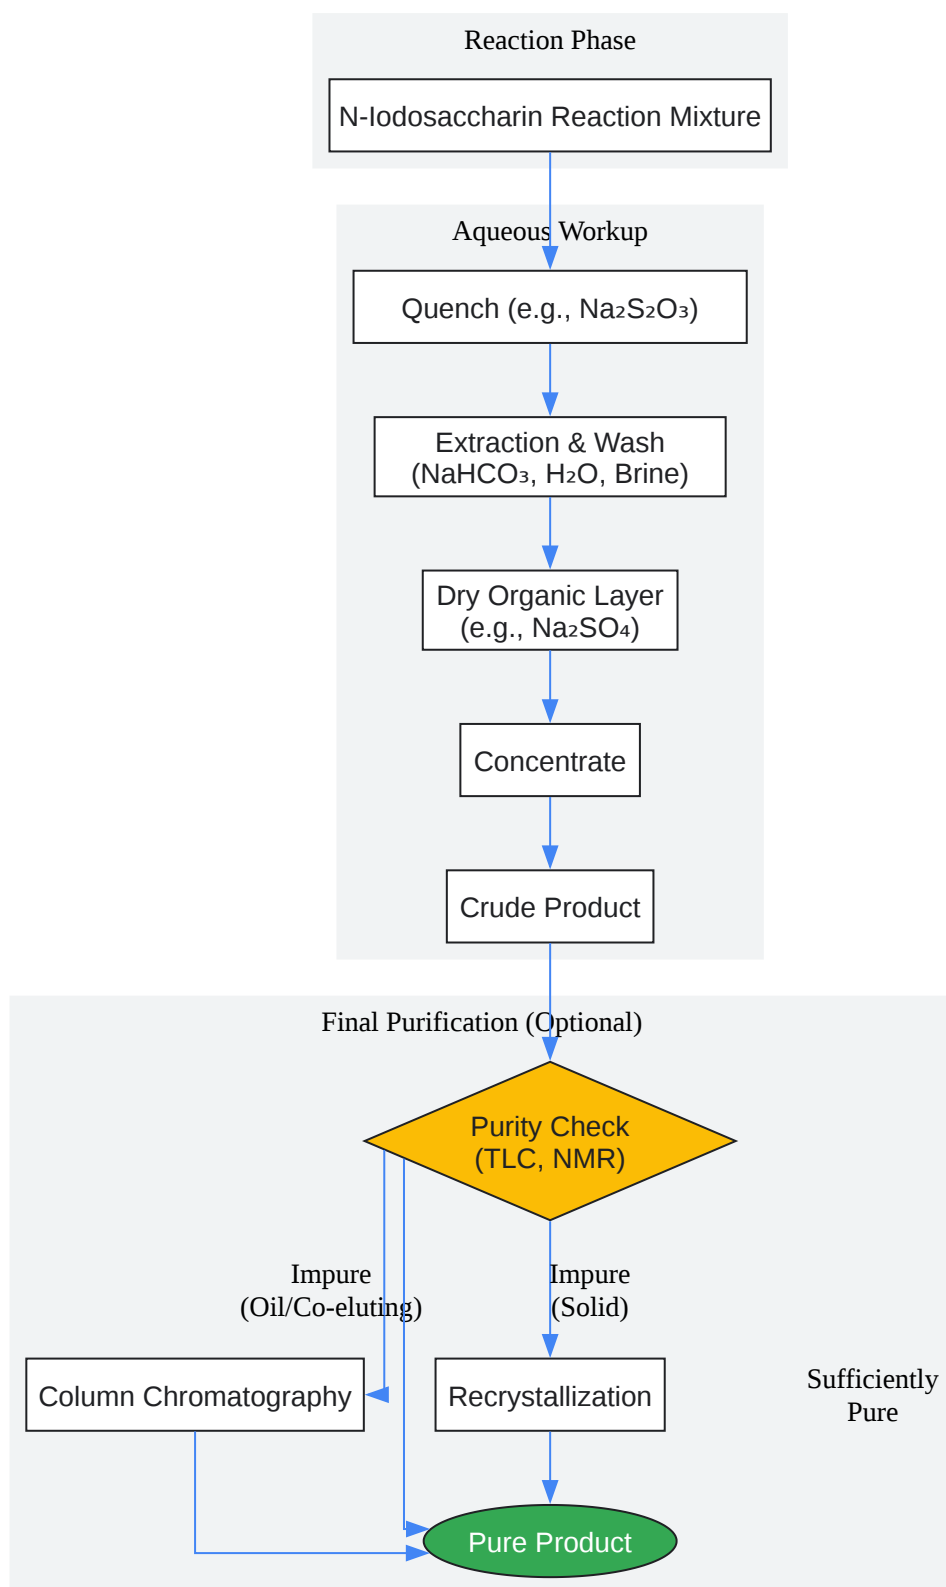 Reaction Phase
N-Iodosaccharin Reaction Mixture
Aqueous Workup
Quench (e.g., Na₂S₂O₃)
Extraction & Wash
(NaHCO₃, H₂O, Brine)
Dry Organic Layer
(e.g., Na₂SO₄)
Concentrate
Crude Product
Final Purification (Optional)
Purity Check
(TLC, NMR)
Impure
(Oil/Co-eluting)
Impure
(Solid)
Column Chromatography
Recrystallization
Sufficiently
Pure
Pure Product